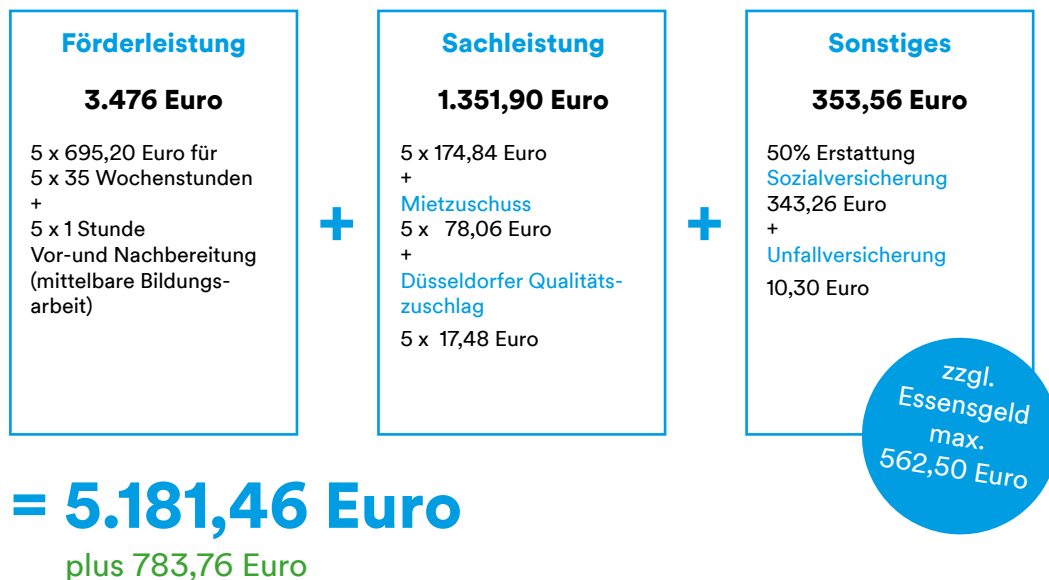 Förderleistung
3.476 Euro
5 x 695,20 Euro für
5 x 35 Wochenstunden
+
5 x 1 Stunde
Vor-und Nachbereitung
(mittelbare Bildungs-
arbeit)
+
Sachleistung
1.351,90 Euro
5 x 174,84 Euro
+
Mietzuschuss
5 x 78,06 Euro
+
Düsseldorfer Qualitäts-
zuschlag
5 x 17,48 Euro
+
Sonstiges
353,56 Euro
50% Erstattung
Sozialversicherung
343,26 Euro
+
Unfallversicherung
10,30 Euro
zzgl.
Essensgeld
max.
562,50 Euro
= 5.181,46 Euro
plus 783,76 Euro